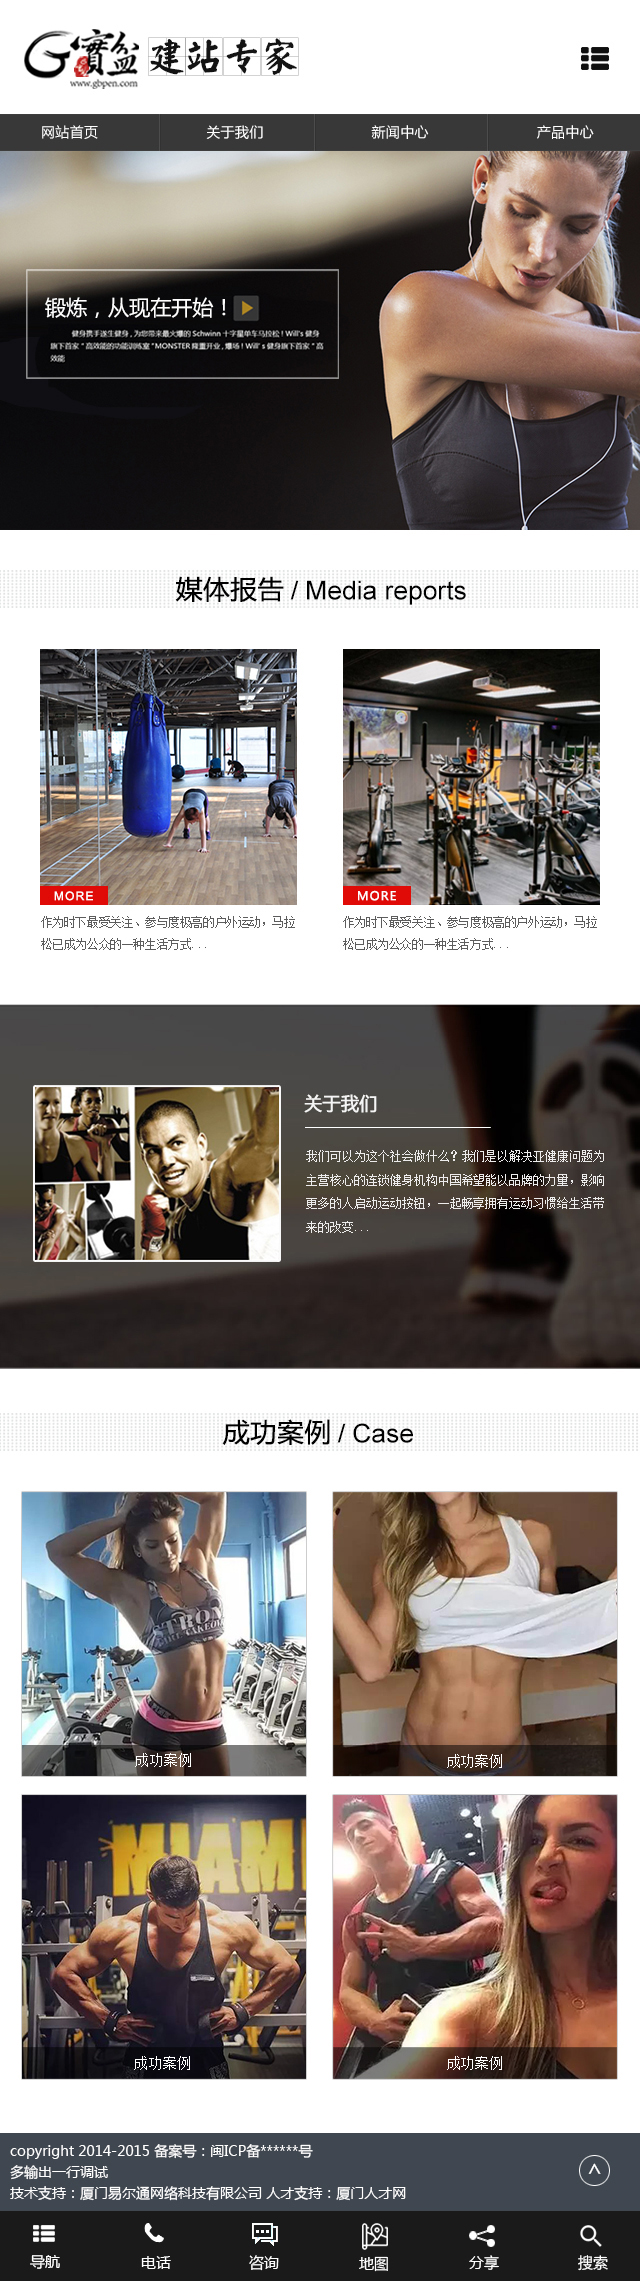 G寶盆 建站专家
www.gbpen.com
网站首页 关于我们 新闻中心 产品中心
锻炼，从现在开始！
健身携手遂生健身，为您带来最火爆的 Schwinn 十字星单车马拉松！Will's 健身
旗下首家“高效能的功能训练室”MONSTER 隆重开业，爆场！Will's 健身旗下首家“高
效能
媒体报告 / Media reports
MORE MORE
作为时下最受关注、参与度极高的户外运动，马拉
松已成为公众的一种生活方式...
作为时下最受关注、参与度极高的户外运动，马拉
松已成为公众的一种生活方式...
关于我们
我们可以为这个社会做什么？我们是以解决亚健康问题为
主营核心的连锁健身机构中国希望能以品牌的力量，影响
更多的人启动运动按钮，一起畅享拥有运动习惯给生活带
来的改变...
成功案例 / Case
STRON
成功案例 成功案例
MIAMI
成功案例 成功案例
copyright 2014-2015 备案号：闽ICP备******号
多输出一行调试
技术支持：厦门易尔通网络科技有限公司 人才支持：厦门人才网
导航 电话 咨询 地图 分享 搜索